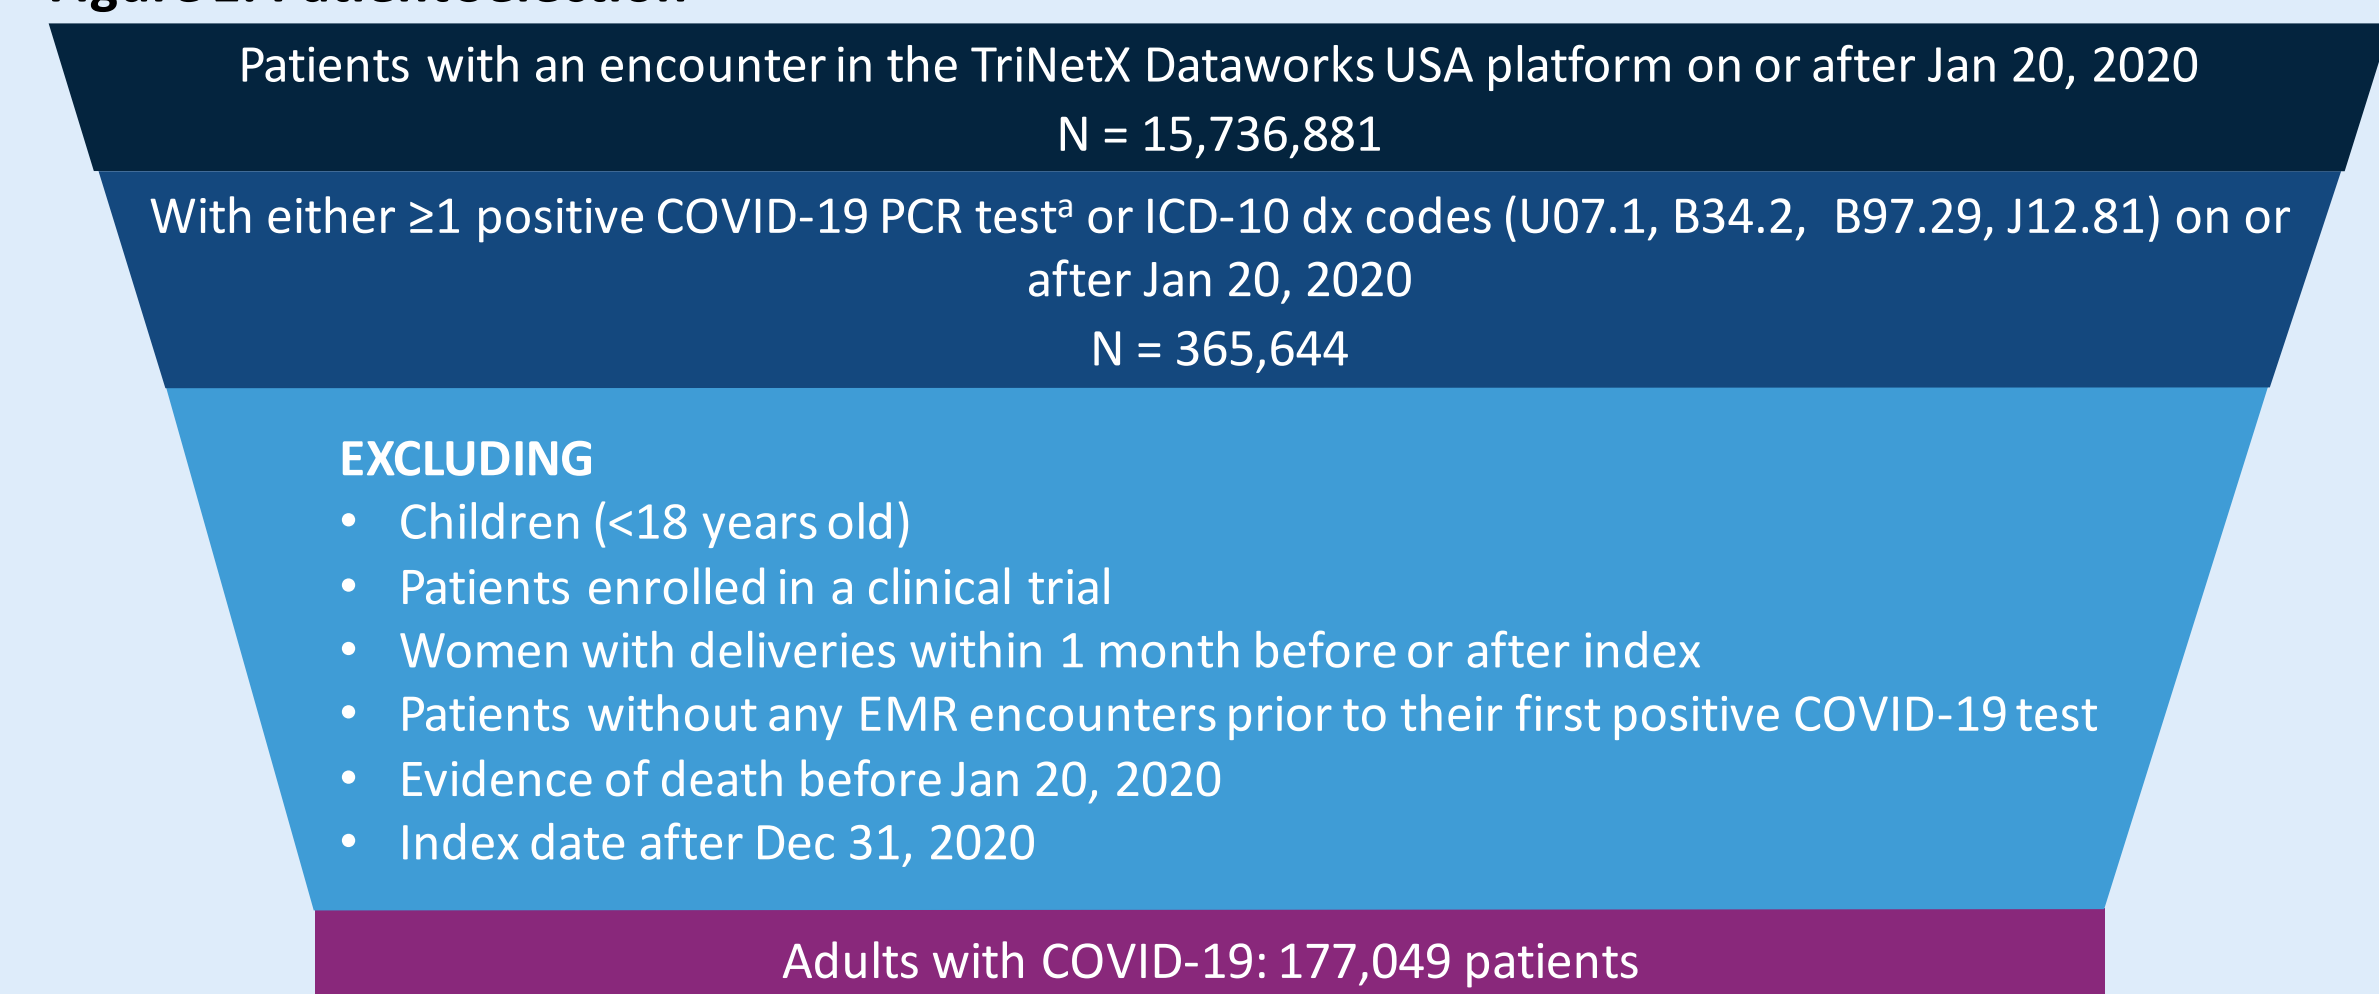 Patients with an encounter in the TriNetX Dataworks USA platform on or after Jan 20, 2020
N = 15,736,881
With either ≥1 positive COVID-19 PCR testᵃ or ICD-10 dx codes (U07.1, B34.2, B97.29, J12.81) on or
after Jan 20, 2020
N = 365,644
EXCLUDING
• Children (<18 years old)
• Patients enrolled in a clinical trial
• Women with deliveries within 1 month before or after index
• Patients without any EMR encounters prior to their first positive COVID-19 test
• Evidence of death before Jan 20, 2020
• Index date after Dec 31, 2020
Adults with COVID-19: 177,049 patients